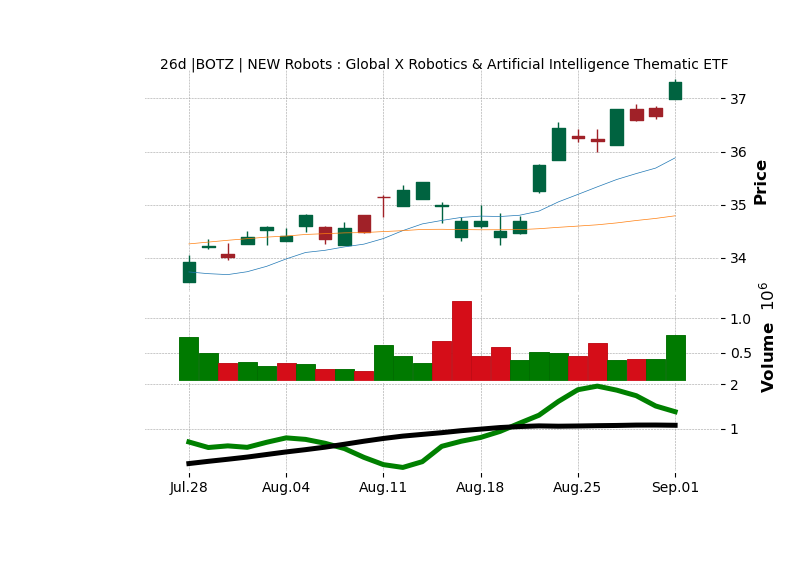 26d |BOTZ | NEW Robots : Global X Robotics & Artificial Intelligence Thematic ETF
37
36
35
34
Price
10^6
1.0
0.5
Volume
2
1
Jul.28 Aug.04 Aug.11 Aug.18 Aug.25 Sep.01